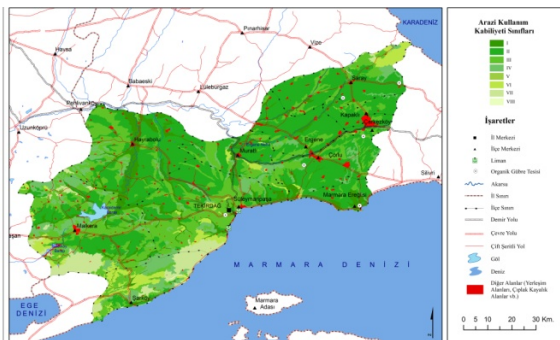 KARADENİZ
Pınarhisar
Vize
Havsa
Babaeski
Lüleburgaz
Pehlivanköy
Uzunköprü
Saray
Kapaklı
Çerkezköy
Hayrabolu
Muratlı
Ergene
Çorlu
Silivri
Marmara Ereğlisi
TEKİRDAĞ
Süleymanpaşa
Malkara
Şarköy
MARMARA DENİZİ
Marmara
Adası
EGE
DENİZİ
Arazi Kullanım
Kabiliyeti Sınıfları
I
II
III
IV
V
VI
VII
VIII
İşaretler
İl Merkezi
İlçe Merkezi
Liman
Organik Gübre Tesisi
Akarsu
İl Sınırı
İlçe Sınırı
Demir Yolu
Çevre Yolu
Çift Şeritli Yol
Göl
Deniz
Diğer Alanlar (Yerleşim
Alanları, Çıplak Kayalık
Alanlar vb.)
0 5 10 20 30 Km.